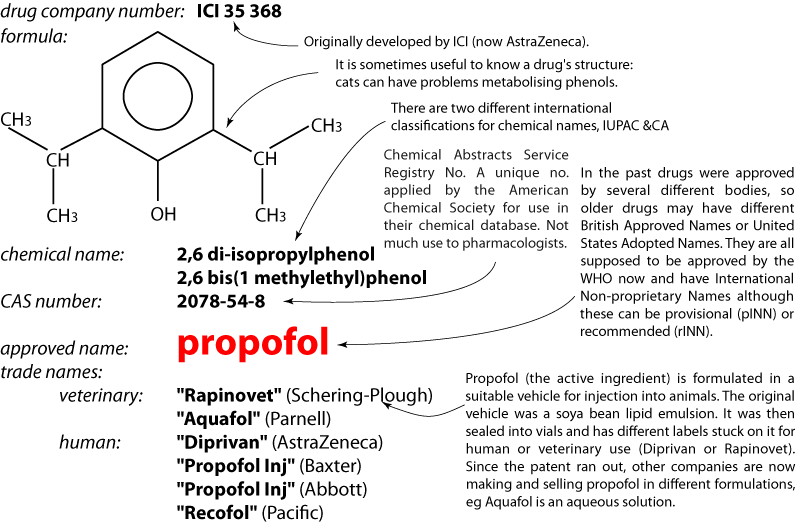 drug company number: ICI 35 368
formula:
Originally developed by ICI (now AstraZeneca).
It is sometimes useful to know a drug's structure:
cats can have problems metabolising phenols.
There are two different international
classifications for chemical names, IUPAC &CA
CH3
CH
CH3
OH
CH3
CH
CH3
Chemical Abstracts Service
Registry No. A unique no.
applied by the American
Chemical Society for use in
their chemical database. Not
much use to pharmacologists.
In the past drugs were approved
by several different bodies, so
older drugs may have different
British Approved Names or United
States Adopted Names. They are all
supposed to be approved by the
WHO now and have International
Non-proprietary Names although
these can be provisional (pINN) or
recommended (rINN).
chemical name: 2,6 di-isopropylphenol
2,6 bis(1 methylethyl)phenol
CAS number: 2078-54-8
approved name: propofol
trade names:
veterinary: "Rapinovet" (Schering-Plough)
"Aquafol" (Parnell)
human: "Diprivan" (AstraZeneca)
"Propofol Inj" (Baxter)
"Propofol Inj" (Abbott)
"Recofol" (Pacific)
Propofol (the active ingredient) is formulated in a
suitable vehicle for injection into animals. The original
vehicle was a soya bean lipid emulsion. It was then
sealed into vials and has different labels stuck on it for
human or veterinary use (Diprivan or Rapinovet).
Since the patent ran out, other companies are now
making and selling propofol in different formulations,
eg Aquafol is an aqueous solution.